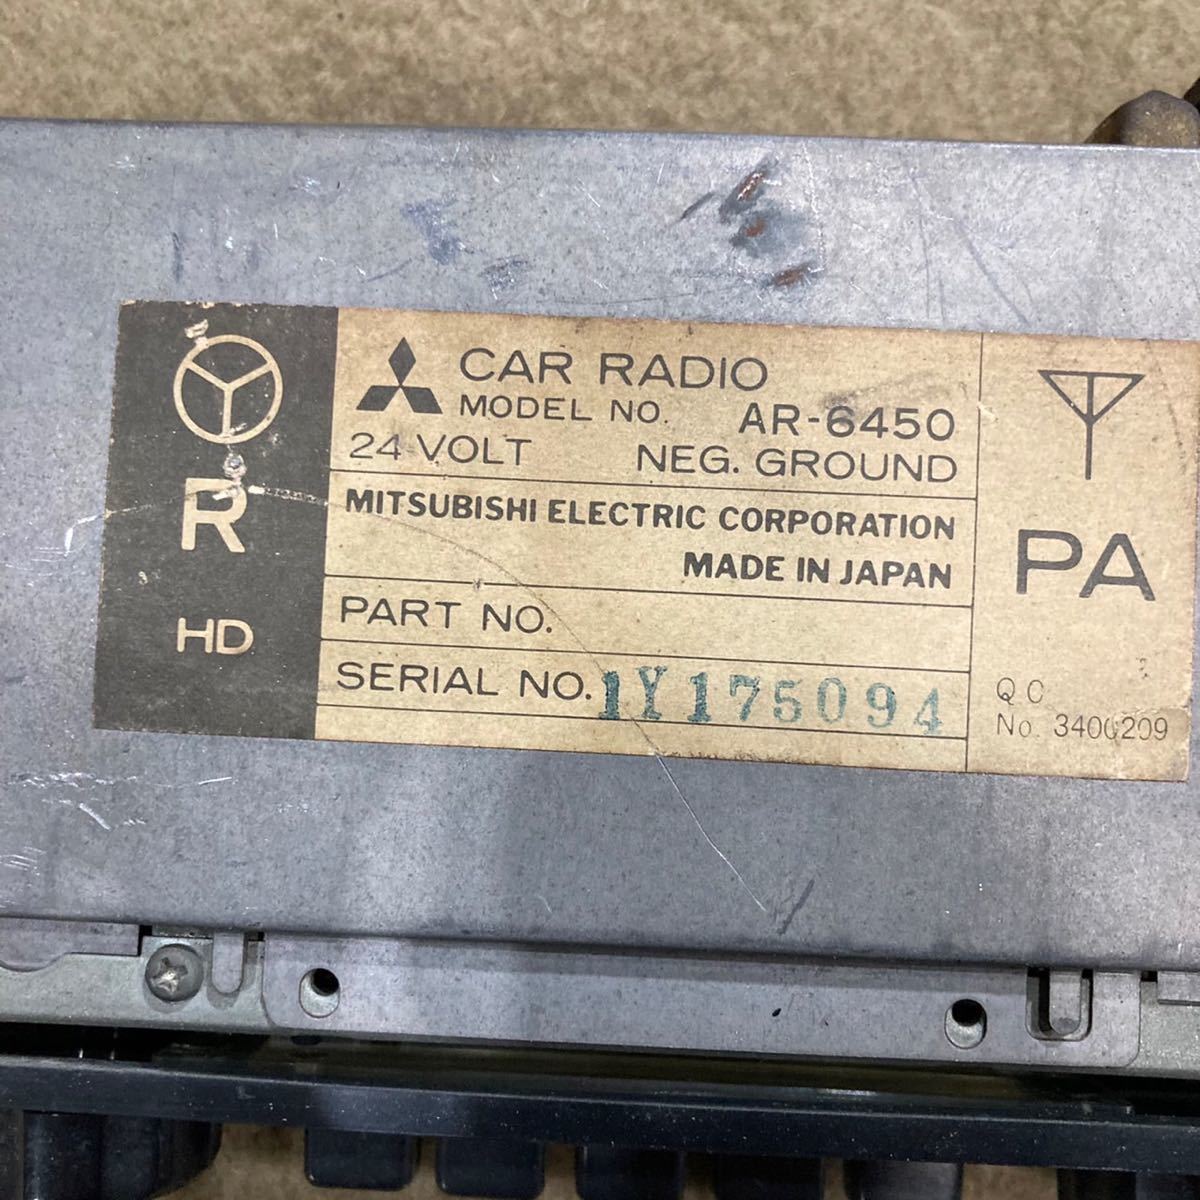 R
HD
CAR RADIO
MODEL NO. AR-6450
24 VOLT NEG. GROUND
MITSUBISHI ELECTRIC CORPORATION
MADE IN JAPAN
PART NO.
SERIAL NO. 1Y175094
PA
QC
No. 3400209